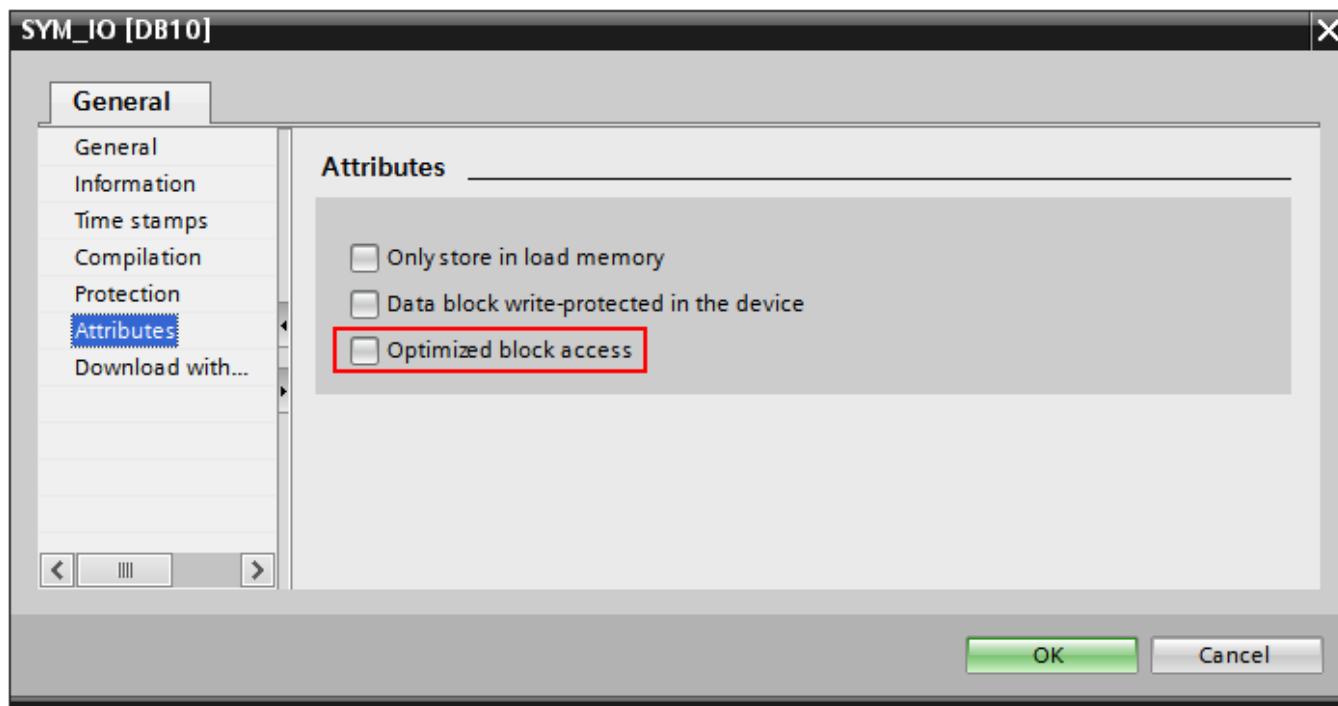 SYM_IO [DB10]
General
General
Information
Time stamps
Compilation
Protection
Attributes
Download with...
Attributes
Only store in load memory
Data block write-protected in the device
Optimized block access
OK
Cancel